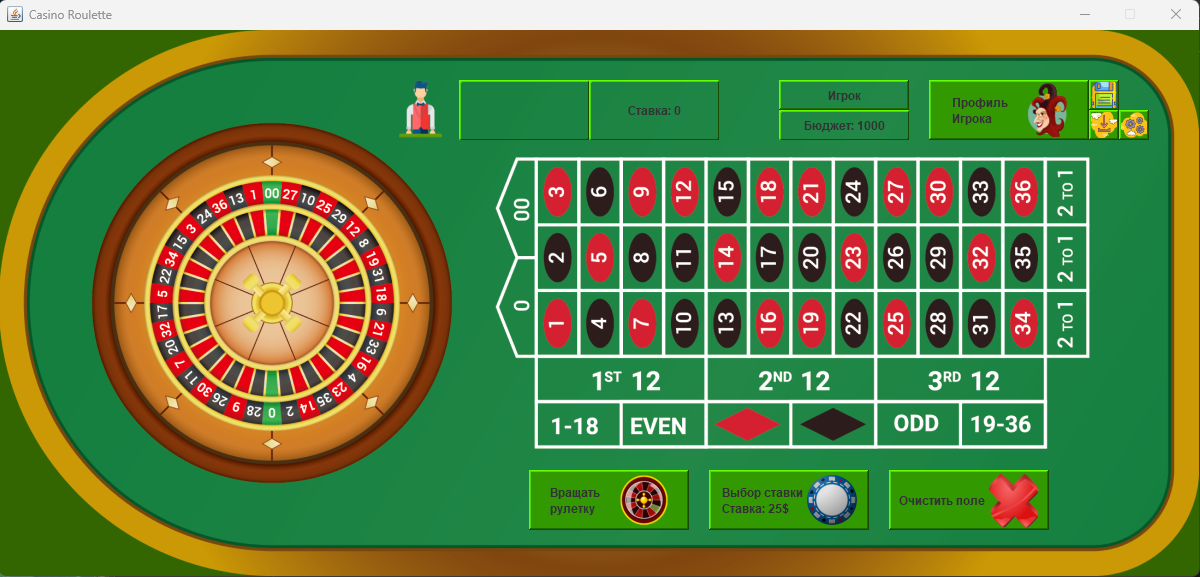 Casino Roulette
Ставка: 0
Игрок
Бюджет: 1000
Профиль
Игрока
00 27 10 25 29 12 8 19 31 18 6 21 33 16 4 23 35 14 2 0 28 9 26 30 11 7 20 32 17 5 22 34 15 3 24 36 13 1
00
3 6 9 12 15 18 21 24 27 30 33 36 2 TO 1
2 5 8 11 14 17 20 23 26 29 32 35 2 TO 1
0
1 4 7 10 13 16 19 22 25 28 31 34 2 TO 1
1ST 12 2ND 12 3RD 12
1-18 EVEN ODD 19-36
Вращать
рулетку
Выбор ставки
Ставка: 25$
Очистить поле